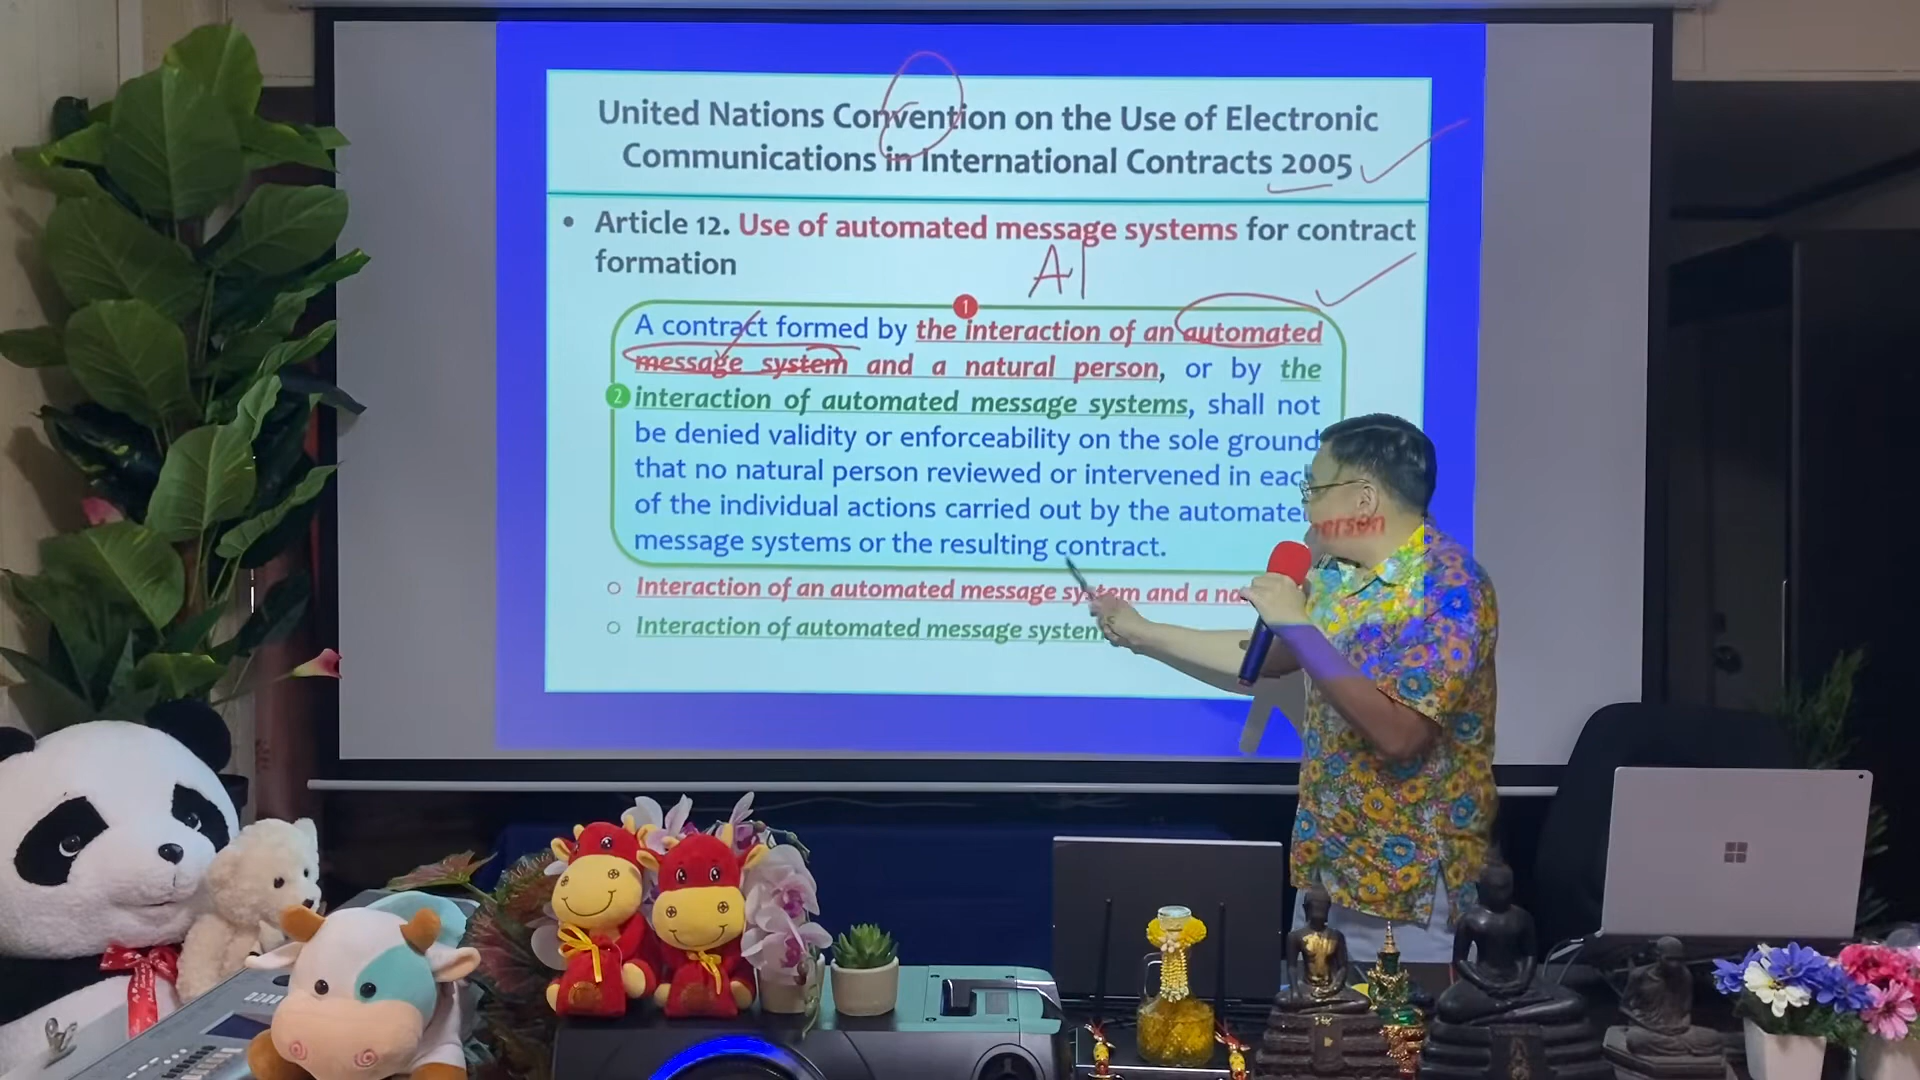 United Nations Convention on the Use of Electronic
Communications in International Contracts 2005
• Article 12. Use of automated message systems for contract
formation
AI
1
A contract formed by the interaction of an automated
message system and a natural person, or by the
2 interaction of automated message systems, shall not
be denied validity or enforceability on the sole ground
that no natural person reviewed or intervened in
of the individual actions carried out by the
message systems or the resulting contract.
○ Interaction of an automated message system and a
person
○ Interaction of automated message systems